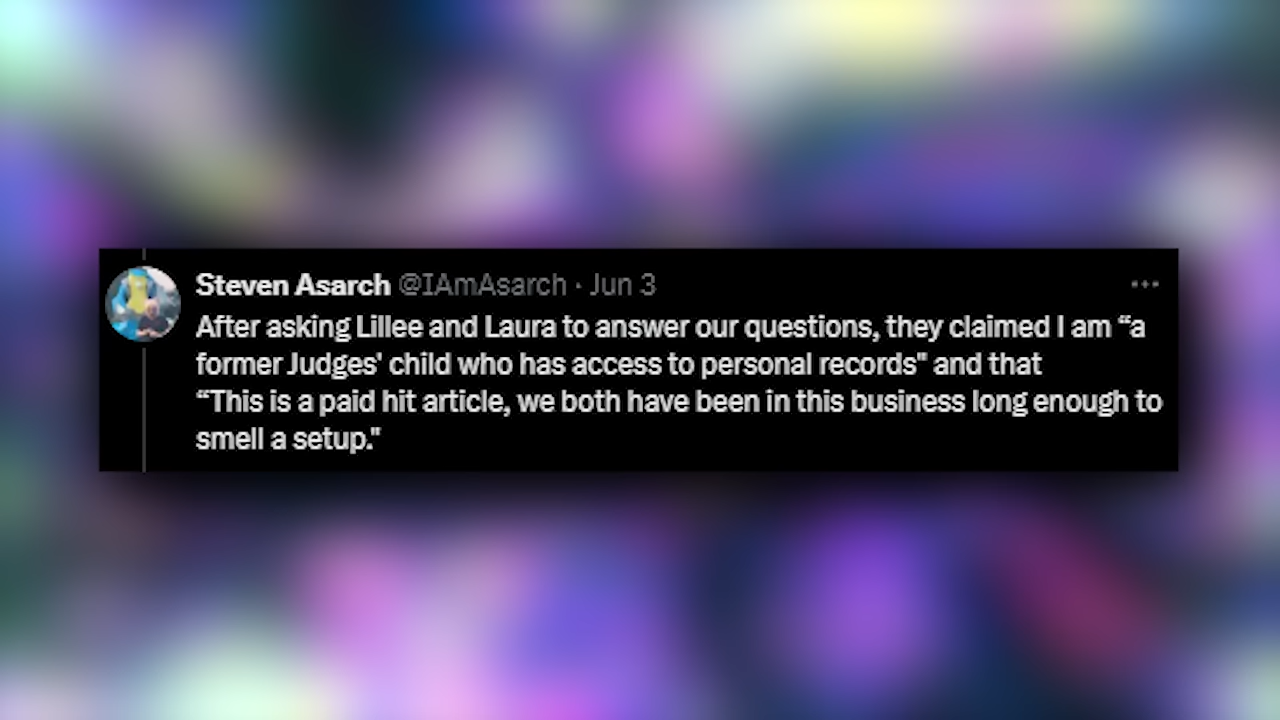 Steven Asarch @IAmAsarch · Jun 3
After asking Lillee and Laura to answer our questions, they claimed I am “a
former Judges' child who has access to personal records" and that
“This is a paid hit article, we both have been in this business long enough to
smell a setup."